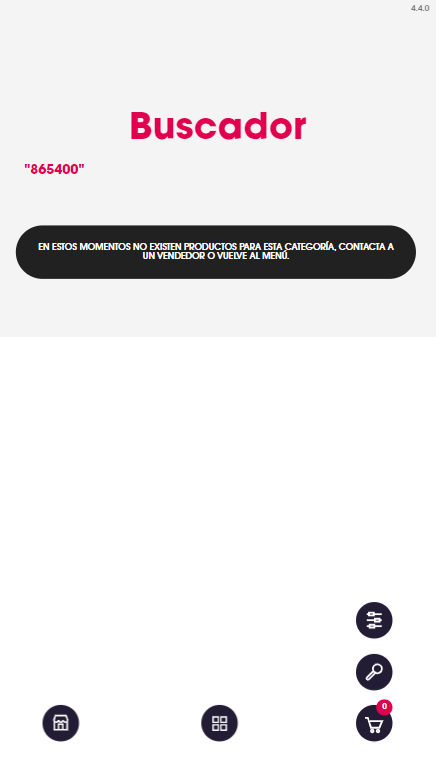 4.4.0
Buscador
"865400"
EN ESTOS MOMENTOS NO EXISTEN PRODUCTOS PARA ESTA CATEGORÍA, CONTACTA A
UN VENDEDOR O VUELVE AL MENÚ.
0